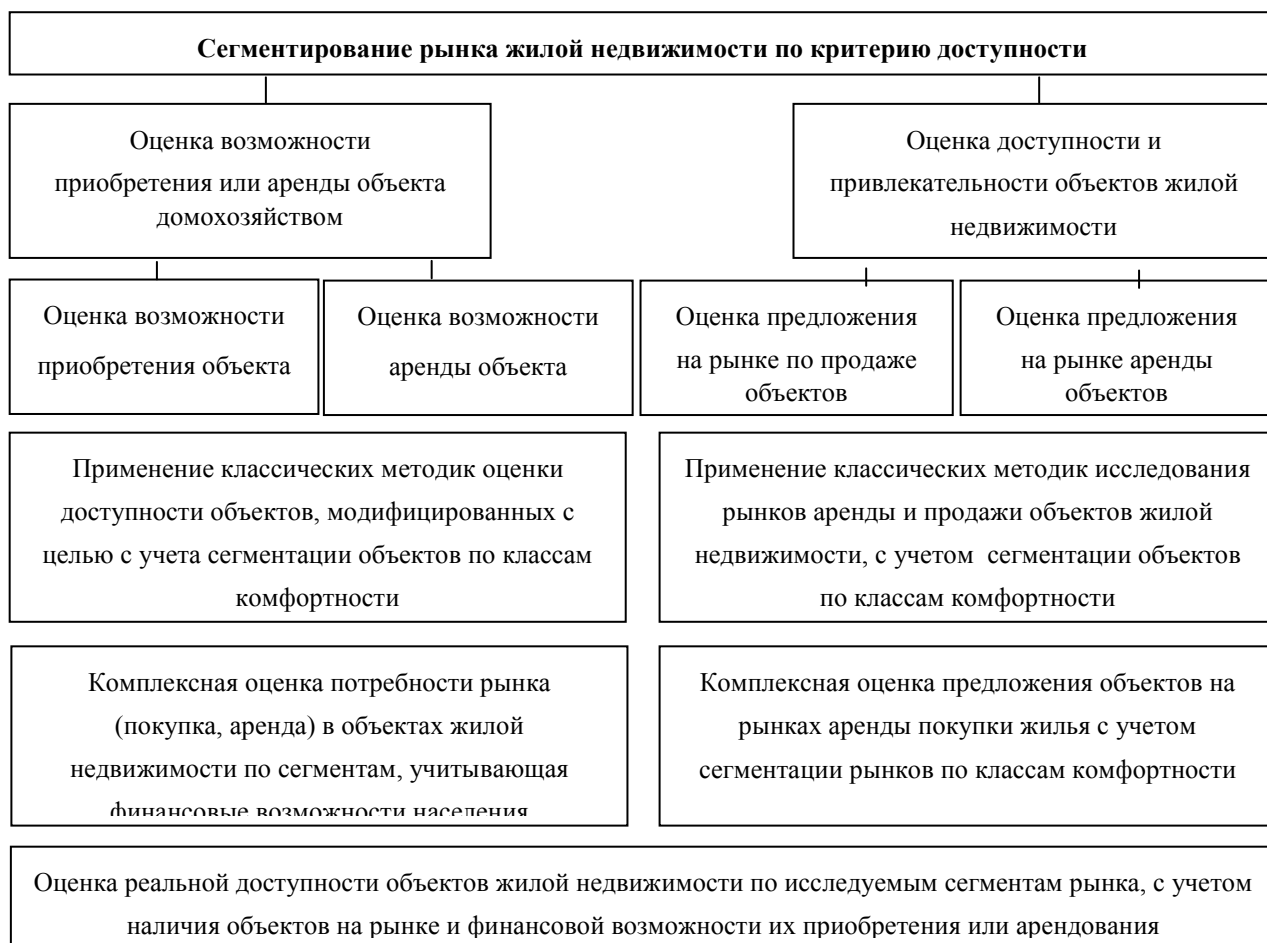 Сегментирование рынка жилой недвижимости по критерию доступности
Оценка возможности
приобретения или аренды объекта
домохозяйством
Оценка доступности и
привлекательности объектов жилой
недвижимости
Оценка возможности
приобретения объекта
Оценка возможности
аренды объекта
Оценка предложения
на рынке по продаже
объектов
Оценка предложения
на рынке аренды
объектов
Применение классических методик оценки
доступности объектов, модифицированных с
целью с учета сегментации объектов по классам
комфортности
Применение классических методик исследования
рынков аренды и продажи объектов жилой
недвижимости, с учетом сегментации объектов
по классам комфортности
Комплексная оценка потребности рынка
(покупка, аренда) в объектах жилой
недвижимости по сегментам, учитывающая
финансовые возможности населения
Комплексная оценка предложения объектов на
рынках аренды покупки жилья с учетом
сегментации рынков по классам комфортности
Оценка реальной доступности объектов жилой недвижимости по исследуемым сегментам рынка, с учетом
наличия объектов на рынке и финансовой возможности их приобретения или арендования